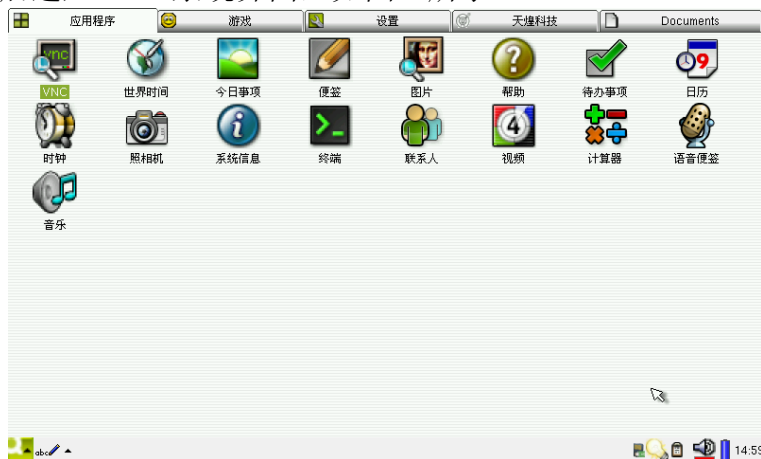 应用程序 游戏 设置 天煌科技 Documents
VNC 世界时间 今日事项 便签 图片 帮助 待办事项 日历
时钟 照相机 系统信息 终端 联系人 视频 计算器 语音便签
音乐
abc 14:59